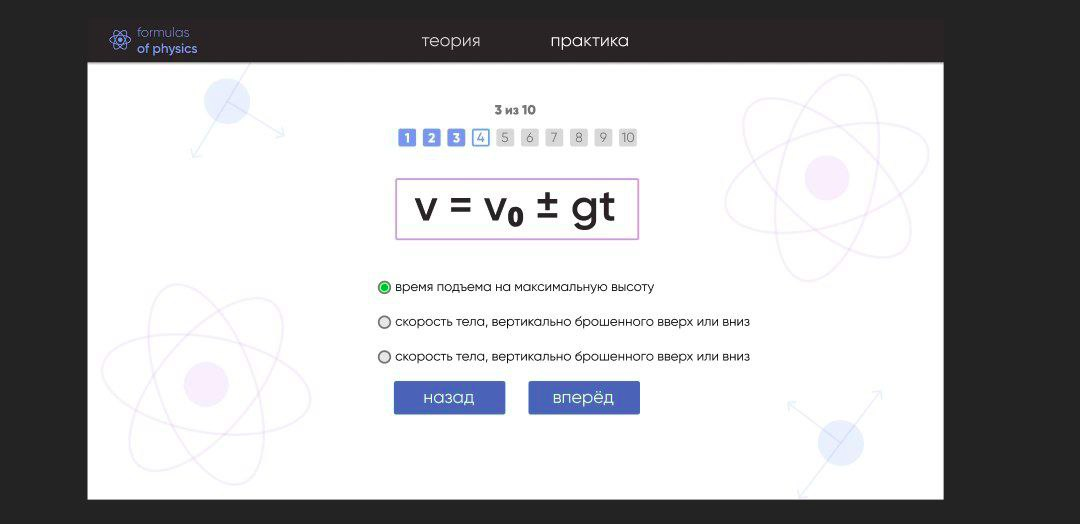 formulas
of physics
теория практика
3 из 10
1 2 3 4 5 6 7 8 9 10
v = v₀ ± gt
время подъема на максимальную высоту
скорость тела, вертикально брошенного вверх или вниз
скорость тела, вертикально брошенного вверх или вниз
назад вперёд